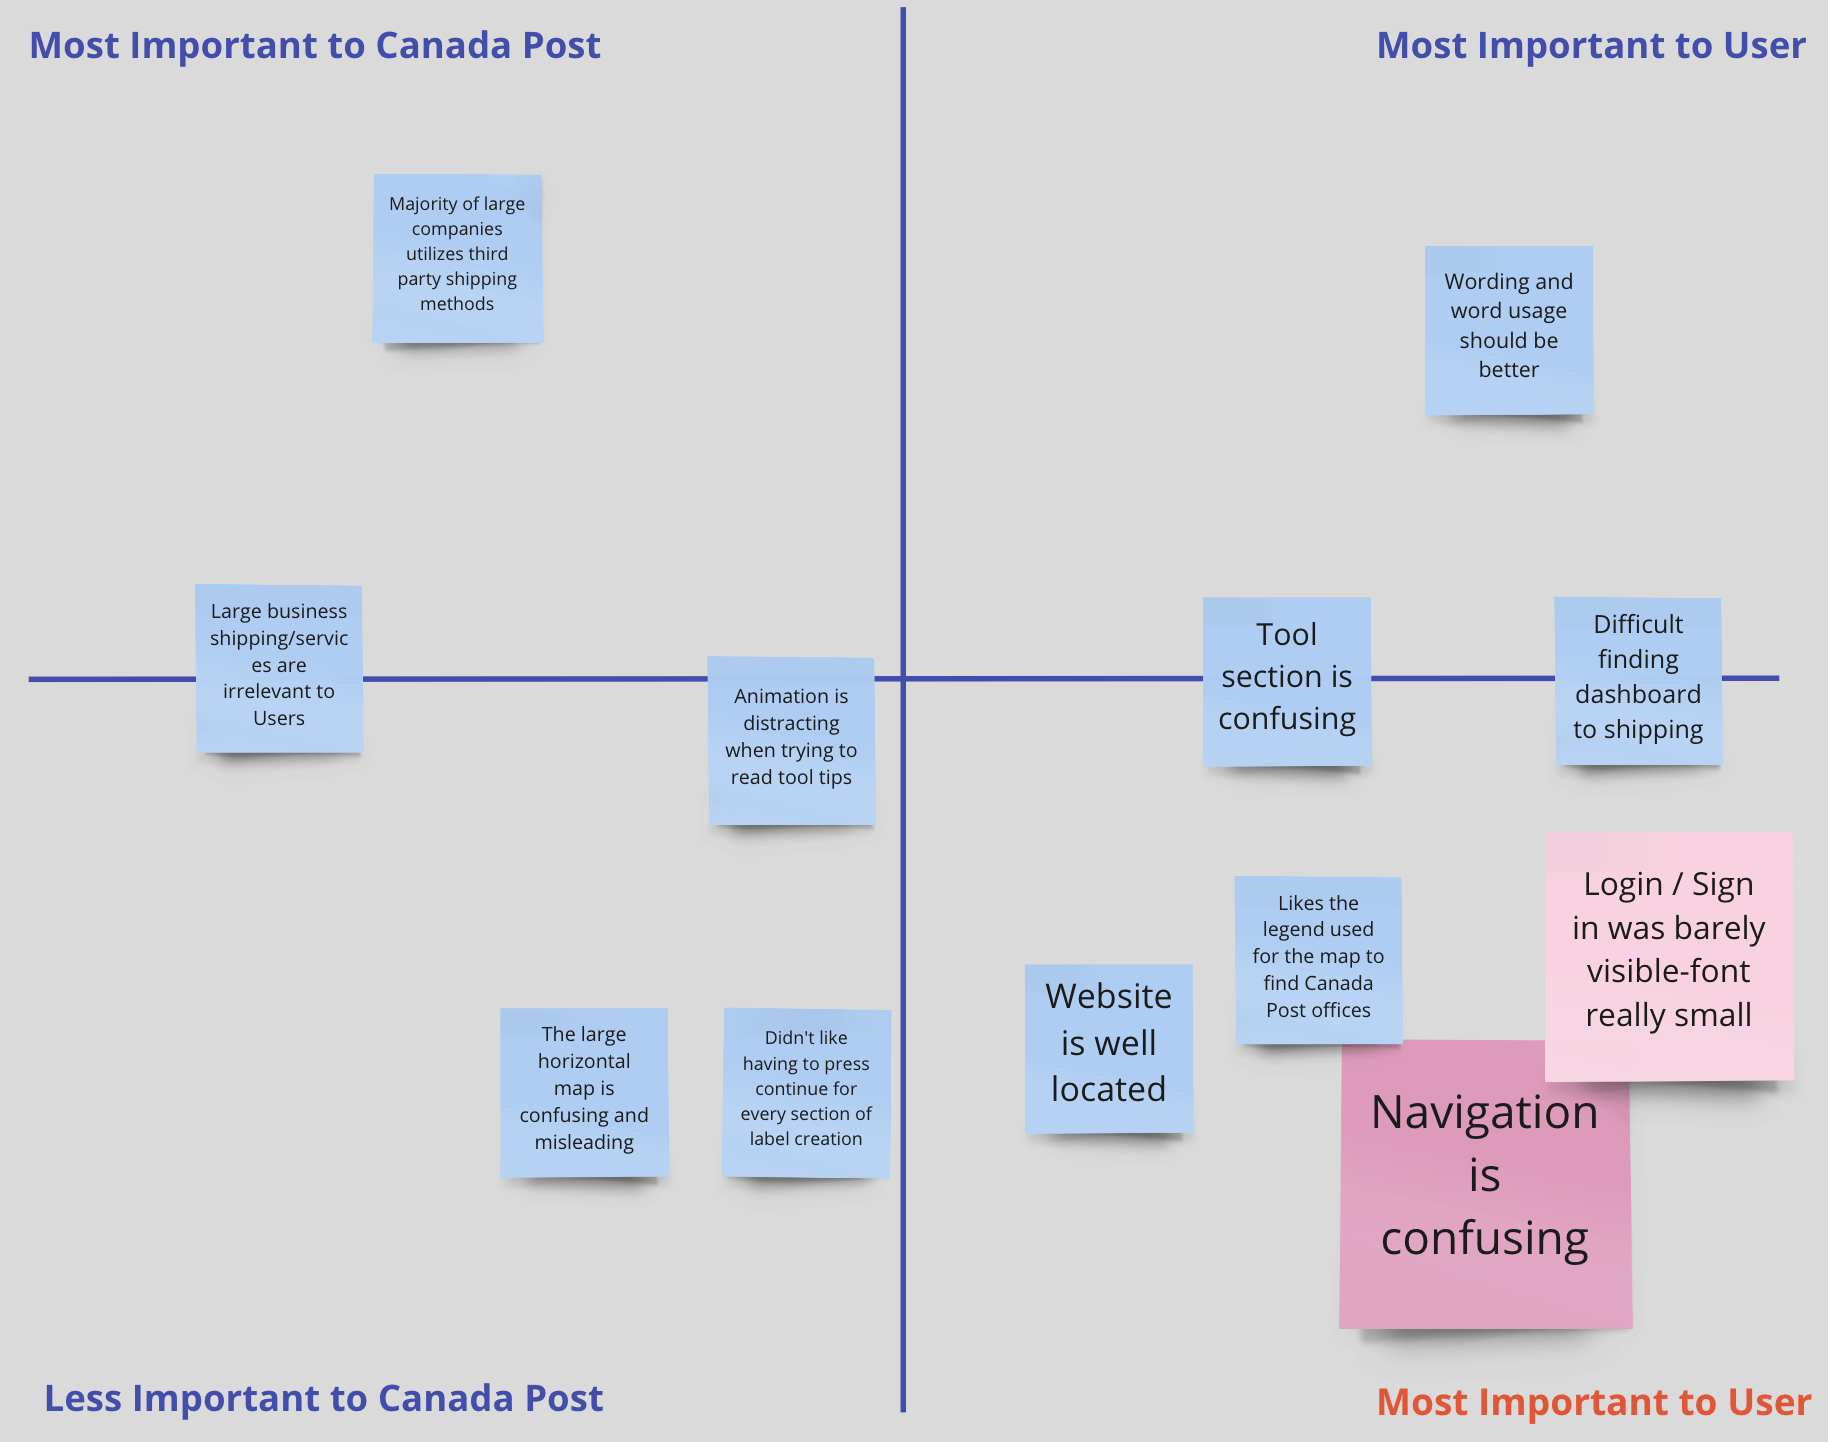 Most Important to Canada Post
Most Important to User
Majority of large
companies
utilizes third
party shipping
methods
Wording and
word usage
should be
better
Large business
shipping/servic
es are
irrelevant to
Users
Animation is
distracting
when trying to
read tool tips
Tool
section is
confusing
Difficult
finding
dashboard
to shipping
The large
horizontal
map is
confusing and
misleading
Didn't like
having to press
continue for
every section of
label creation
Website
is well
located
Likes the
legend used
for the map to
find Canada
Post offices
Login / Sign
in was barely
visible-font
really small
Navigation
is
confusing
Less Important to Canada Post
Most Important to User